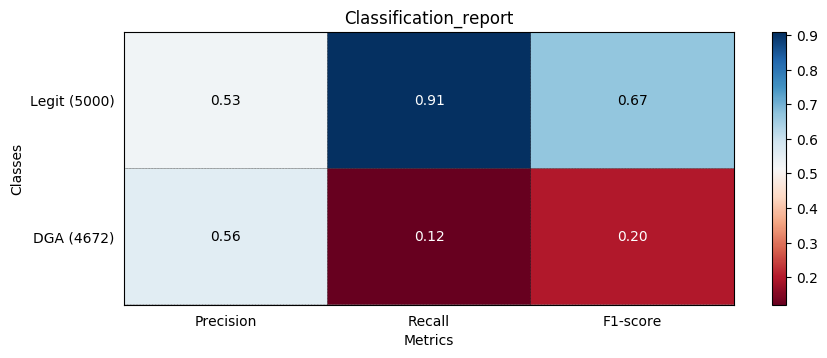 Classification_report
Classes
Legit (5000)
0.53 0.91 0.67
DGA (4672)
0.56 0.12 0.20
Precision Recall F1-score
Metrics
0.9
0.8
0.7
0.6
0.5
0.4
0.3
0.2